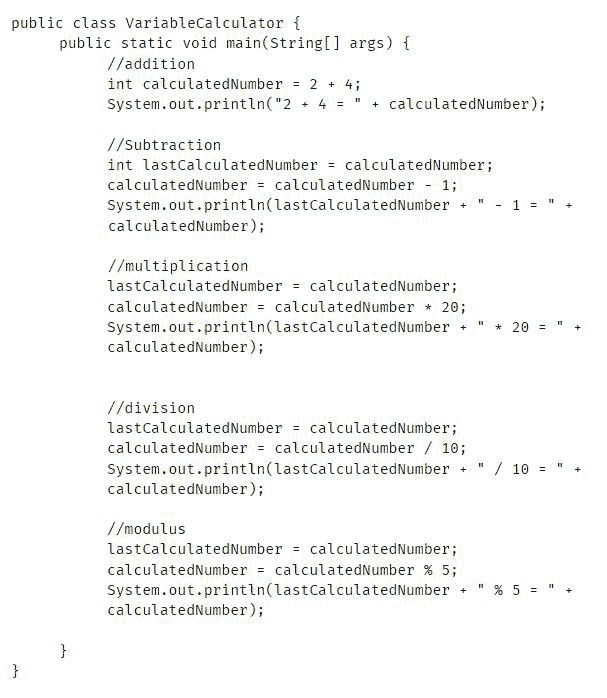 public class VariableCalculator {
public static void main(String[] args) {
//addition
int calculatedNumber = 2 + 4;
System.out.println("2 + 4 = " + calculatedNumber);
//Subtraction
int lastCalculatedNumber = calculatedNumber;
calculatedNumber = calculatedNumber - 1;
System.out.println(lastCalculatedNumber + " - 1 = " +
calculatedNumber);
//multiplication
lastCalculatedNumber = calculatedNumber;
calculatedNumber = calculatedNumber * 20;
System.out.println(lastCalculatedNumber + " * 20 = " +
calculatedNumber);
//division
lastCalculatedNumber = calculatedNumber;
calculatedNumber = calculatedNumber / 10;
System.out.println(lastCalculatedNumber + " / 10 = " +
calculatedNumber);
//modulus
lastCalculatedNumber = calculatedNumber;
calculatedNumber = calculatedNumber % 5;
System.out.println(lastCalculatedNumber + " % 5 = " +
calculatedNumber);
}
}